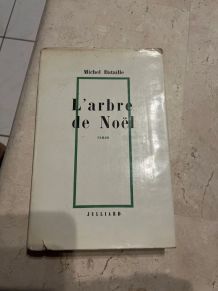 Michel Bataille
L'arbre
de Noël
roman
JULLIARD